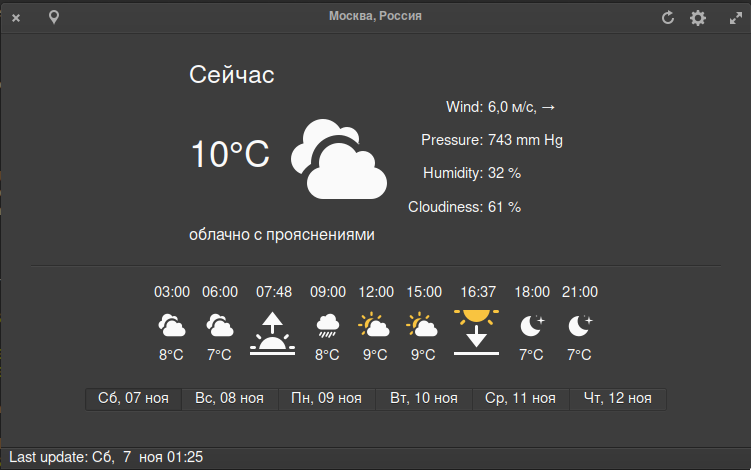 Москва, Россия
Сейчас
10°C
облачно с прояснениями
Wind: 6,0 м/с, →
Pressure: 743 mm Hg
Humidity: 32 %
Cloudiness: 61 %
03:00 06:00 07:48 09:00 12:00 15:00 16:37 18:00 21:00
8°C 7°C 8°C 9°C 9°C 7°C 7°C
Сб, 07 ноя Вс, 08 ноя Пн, 09 ноя Вт, 10 ноя Ср, 11 ноя Чт, 12 ноя
Last update: Сб, 7 ноя 01:25